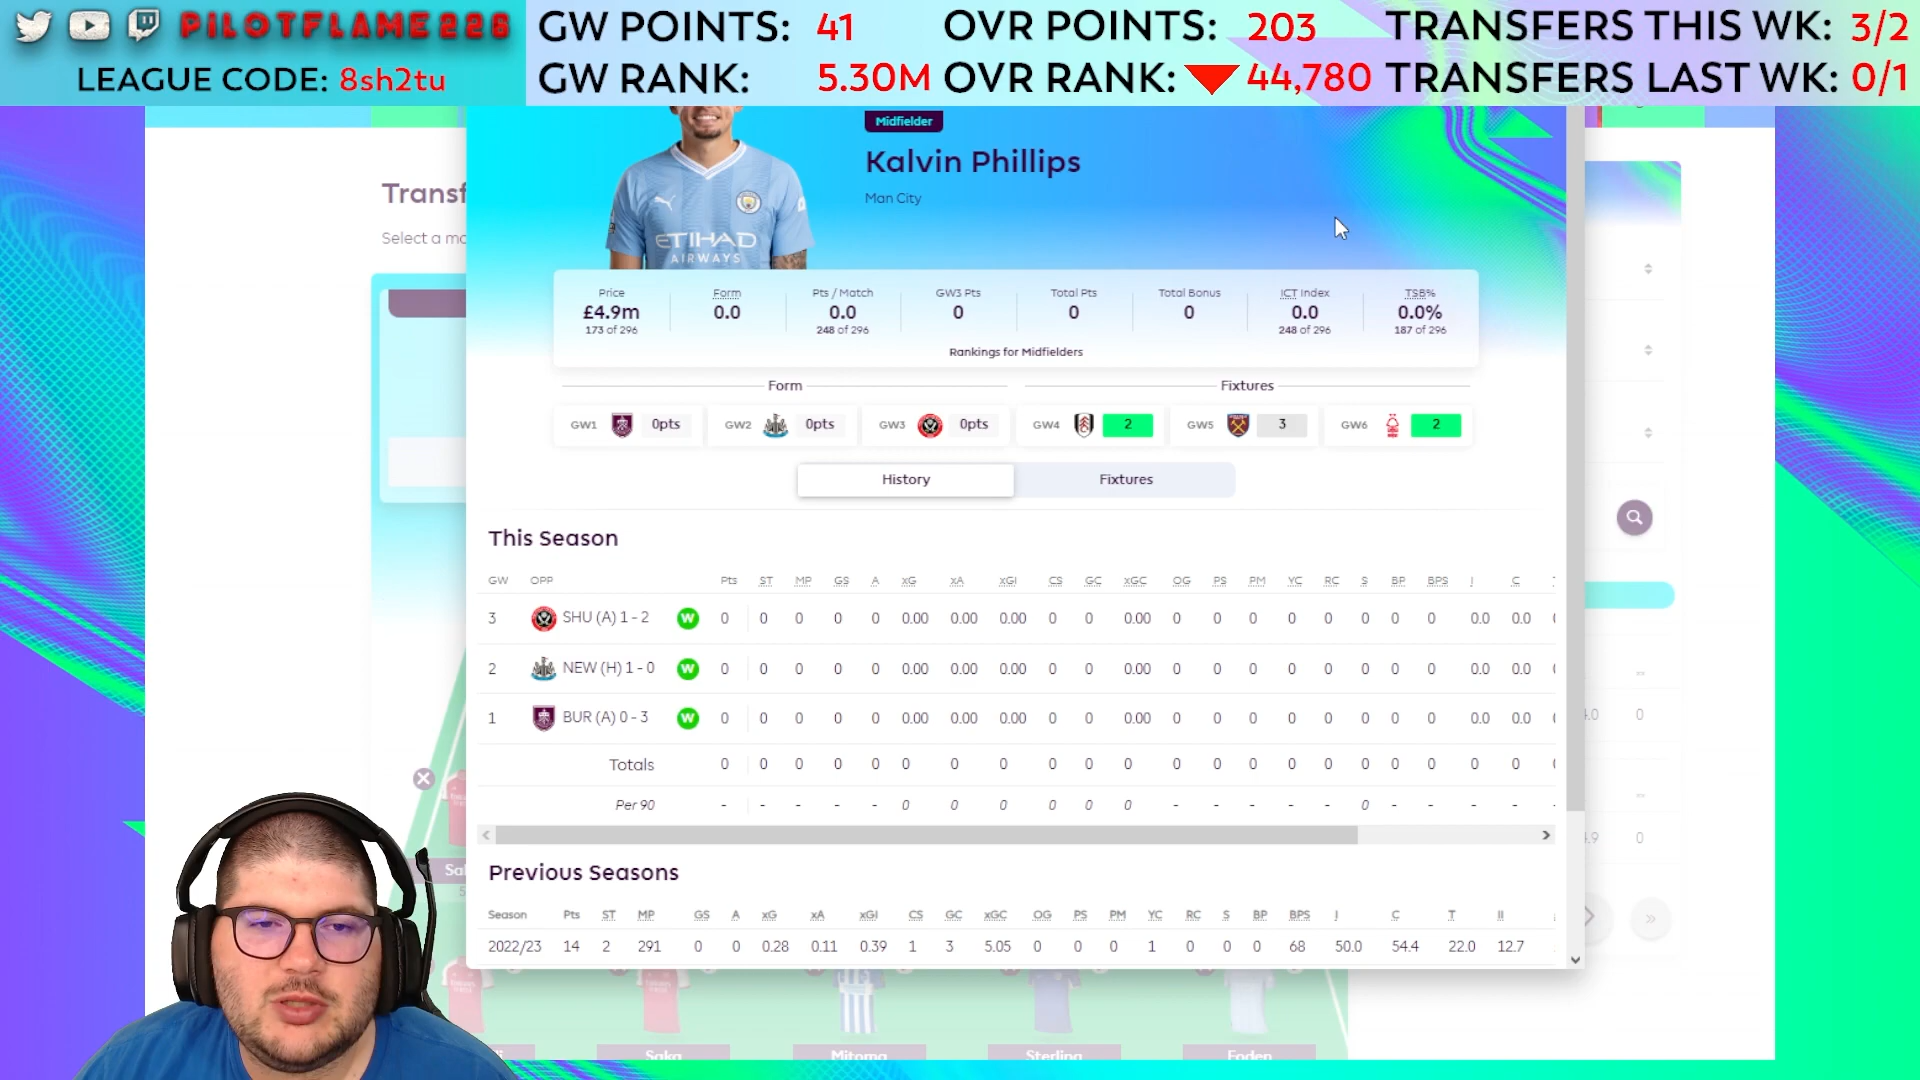 PILOTFLAME226
LEAGUE CODE: 8sh2tu
GW POINTS: 41 OVR POINTS: 203 TRANSFERS THIS WK: 3/2
GW RANK: 5.30M OVR RANK: 44,780 TRANSFERS LAST WK: 0/1
Transf
Select a mo
Midfielder
Kalvin Phillips
Man City
ETIHAD
AIRWAYS
Price Form Pts / Match GW3 Pts Total Pts Total Bonus ICT Index TSB%
£4.9m 0.0 0.0 0 0 0 0.0 0.0%
173 of 296 248 of 296 248 of 296 187 of 296
Rankings for Midfielders
Form Fixtures
GW1 0pts GW2 0pts GW3 0pts GW4 2 GW5 3 GW6 2
History Fixtures
This Season
GW OPP Pts ST MP GS A xG xA xGI CS GC xGC OG PS PM YC RC S BP BPS I C
3 SHU (A) 1 - 2 W 0 0 0 0 0 0.00 0.00 0.00 0 0 0.00 0 0 0 0 0 0 0 0 0.0 0.0
2 NEW (H) 1 - 0 W 0 0 0 0 0 0.00 0.00 0.00 0 0 0.00 0 0 0 0 0 0 0 0 0.0 0.0
1 BUR (A) 0 - 3 W 0 0 0 0 0 0.00 0.00 0.00 0 0 0.00 0 0 0 0 0 0 0 0 0.0 0.0
Totals 0 0 0 0 0 0 0 0 0 0 0 0 0 0 0 0 0 0 0 0 0
Per 90 - - - - - 0 0 0 0 0 0 - - - - - 0 - - - -
Previous Seasons
Season Pts ST MP GS A xG xA xGI CS GC xGC OG PS PM YC RC S BP BPS I C T II
2022/23 14 2 291 0 0 0.28 0.11 0.39 1 3 5.05 0 0 0 1 0 0 0 68 50.0 54.4 22.0 12.7
Saka Mitoma Sterling Foden